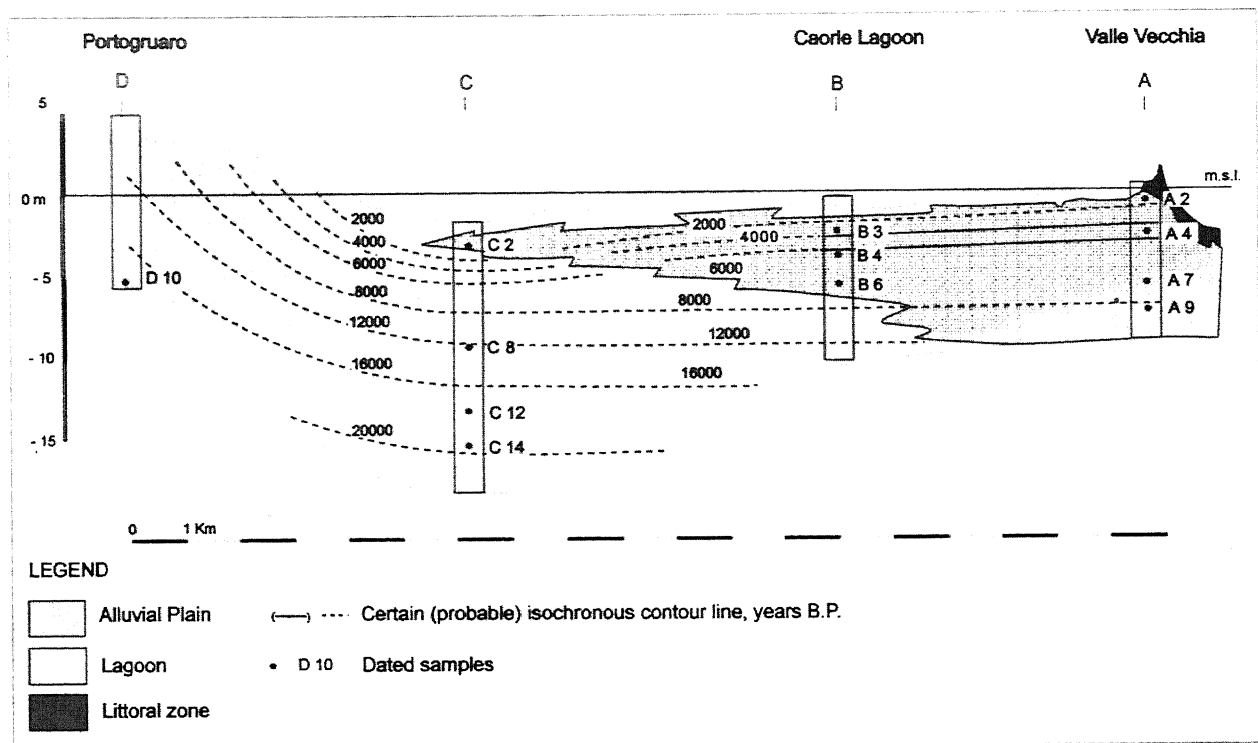 Portogruaro Caorle Lagoon Valle Vecchia
D C B A
5
0 m
m.s.l.
- 5
- 10
- 15
2000
4000
6000
8000
12000
16000
20000
2000
4000
6000
8000
12000
16000
D 10
C 2
C 8
C 12
C 14
B 3
B 4
B 6
A 2
A 4
A 7
A 9
0 1 Km
LEGEND
Alluvial Plain
Certain (probable) isochronous contour line, years B.P.
Lagoon
D 10 Dated samples
Littoral zone